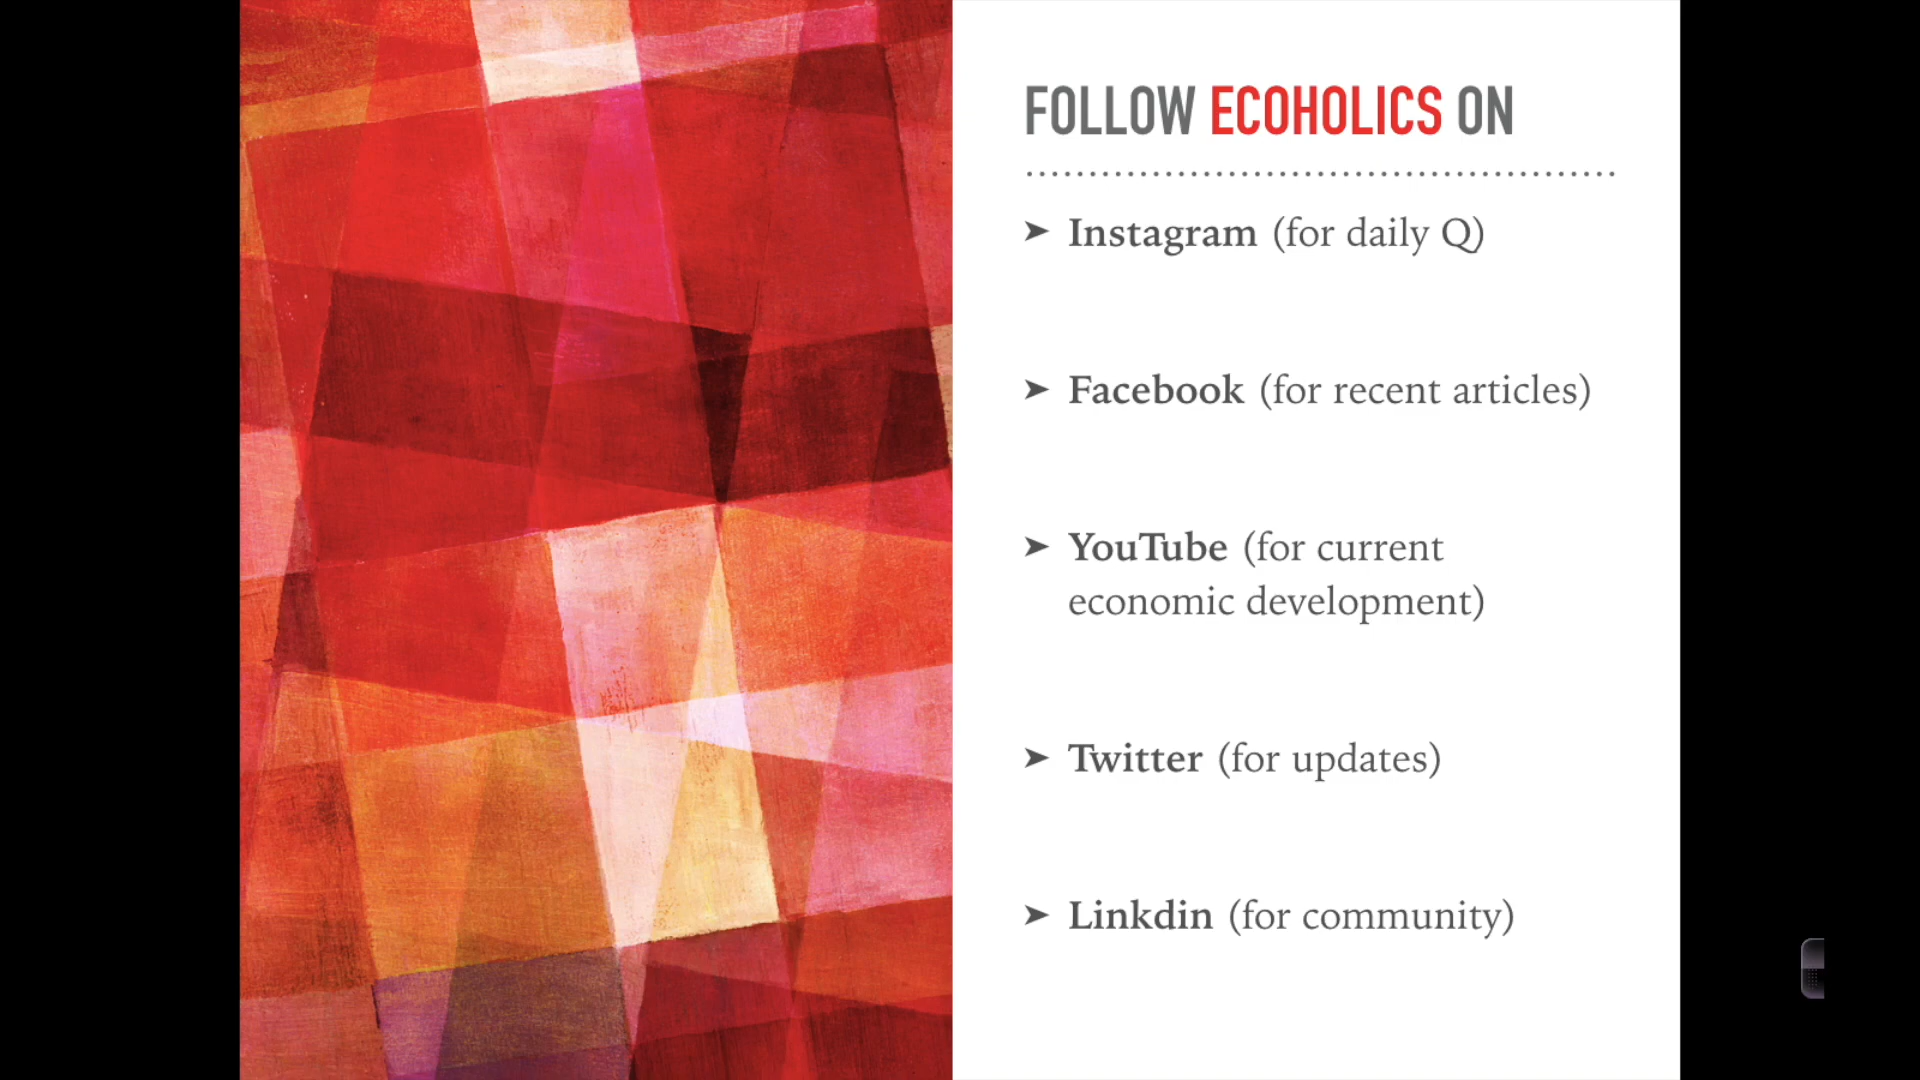 FOLLOW ECOHOLICS ON
➤ Instagram (for daily Q)
➤ Facebook (for recent articles)
➤ YouTube (for current
economic development)
➤ Twitter (for updates)
➤ Linkdin (for community)